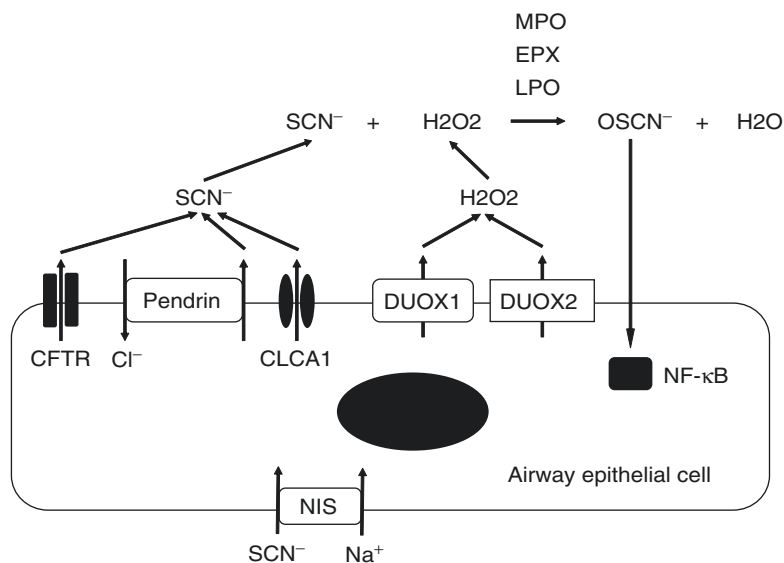 MPO
EPX
LPO
SCN⁻ + H2O2 OSCN⁻ + H2O
SCN⁻ H2O2
Pendrin DUOX1 DUOX2
CFTR Cl⁻ CLCA1 NF-κB
Airway epithelial cell
NIS
SCN⁻ Na⁺